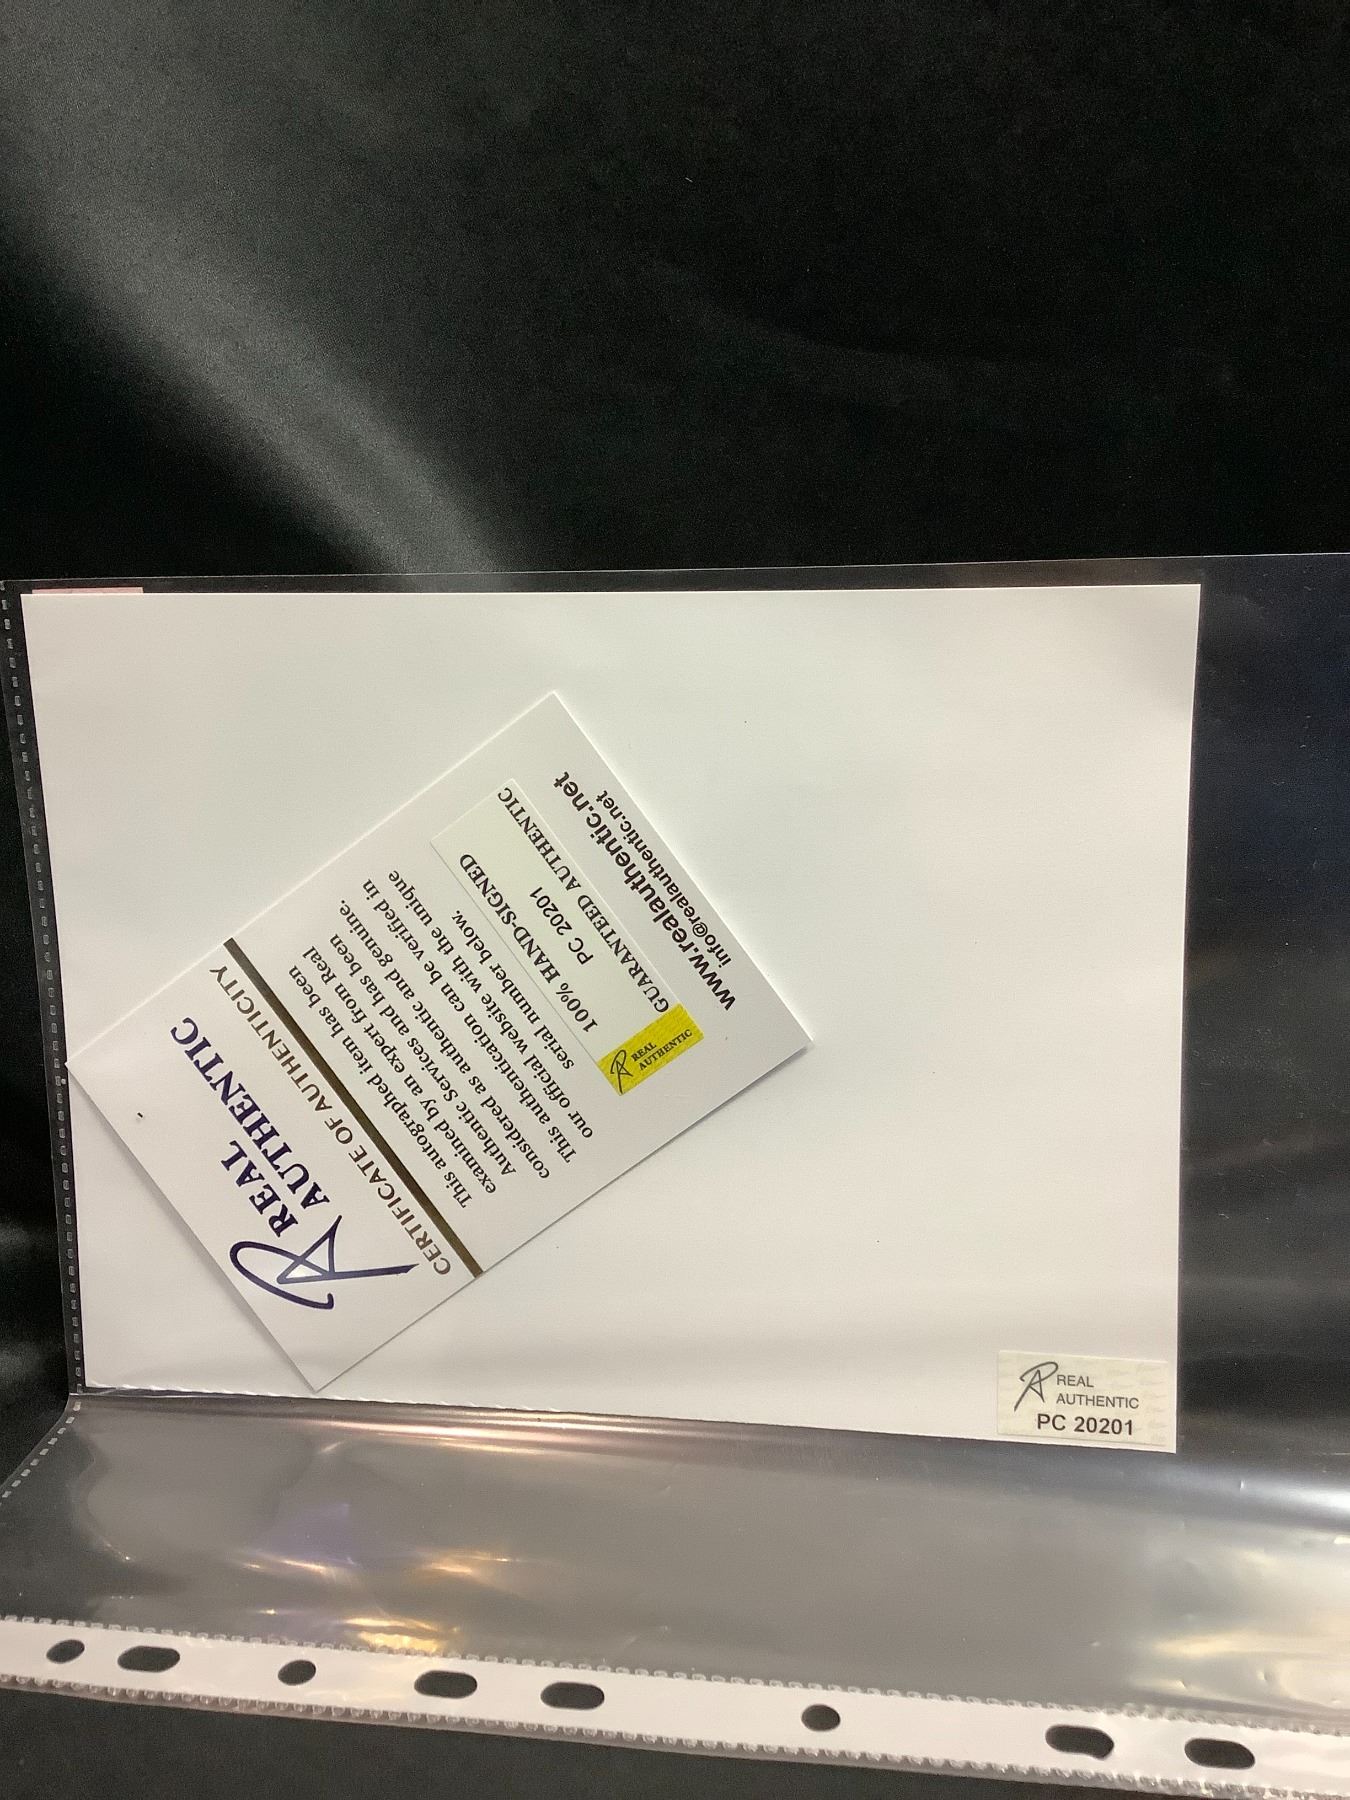 REAL
AUTHENTIC
CERTIFICATE OF AUTHENTICITY
This autographed item has been
examined by an expert from Real
Authentic Services and has been
considered as authentic and genuine.
This authentication can be verified in
our official website with the unique
serial number below.
100% HAND-SIGNED
PC 20201
GUARANTEED AUTHENTIC
REAL
AUTHENTIC
www.realauthentic.net
info@realauthentic.net
REAL
AUTHENTIC
PC 20201